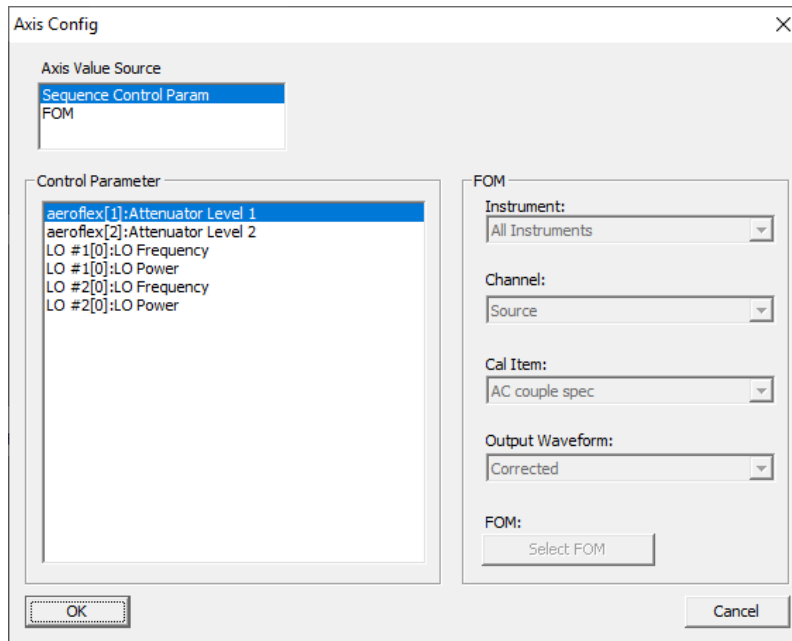 Axis Config
Axis Value Source
Sequence Control Param
FOM
Control Parameter
aeroflex[1]:Attenuator Level 1
aeroflex[2]:Attenuator Level 2
LO #1[0]:LO Frequency
LO #1[0]:LO Power
LO #2[0]:LO Frequency
LO #2[0]:LO Power
FOM
Instrument:
All Instruments
Channel:
Source
Cal Item:
AC couple spec
Output Waveform:
Corrected
FOM:
Select FOM
OK
Cancel